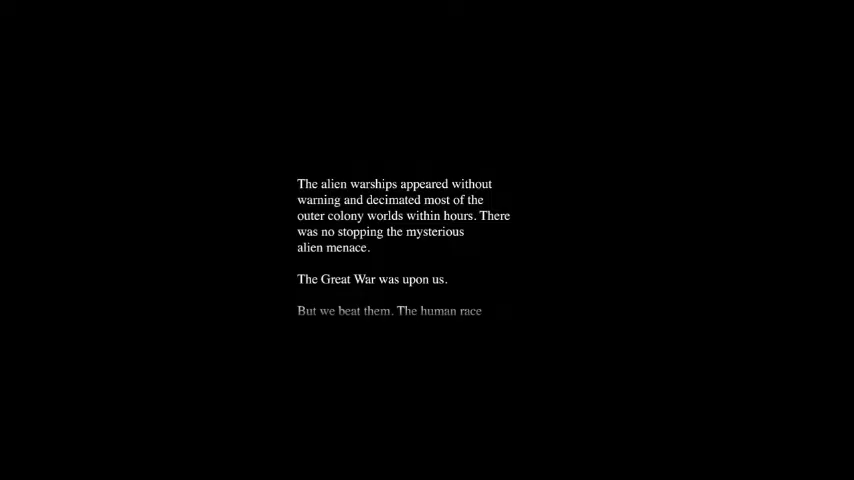 The alien warships appeared without
warning and decimated most of the
outer colony worlds within hours. There
was no stopping the mysterious
alien menace.
The Great War was upon us.
But we beat them. The human race